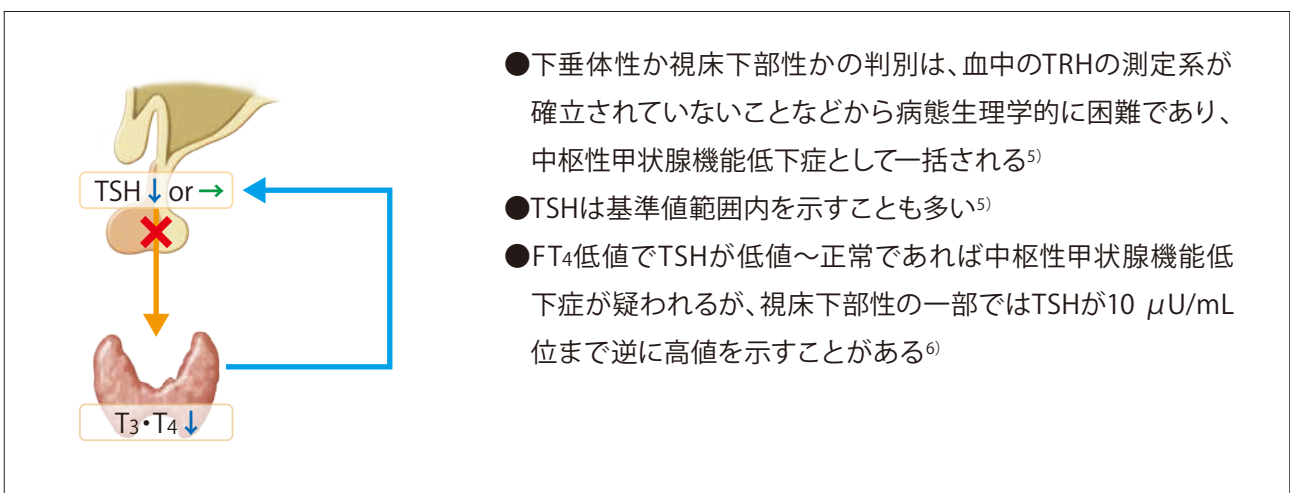 TSH↓or→
T3・T4↓
●下垂体性か視床下部性かの判別は、血中のTRHの測定系が
確立されていないことなどから病態生理学的に困難であり、
中枢性甲状腺機能低下症として一括される5)
●TSHは基準値範囲内を示すことも多い5)
●FT4低値でTSHが低値～正常であれば中枢性甲状腺機能低
下症が疑われるが、視床下部性の一部ではTSHが10 μU/mL
位まで逆に高値を示すことがある6)